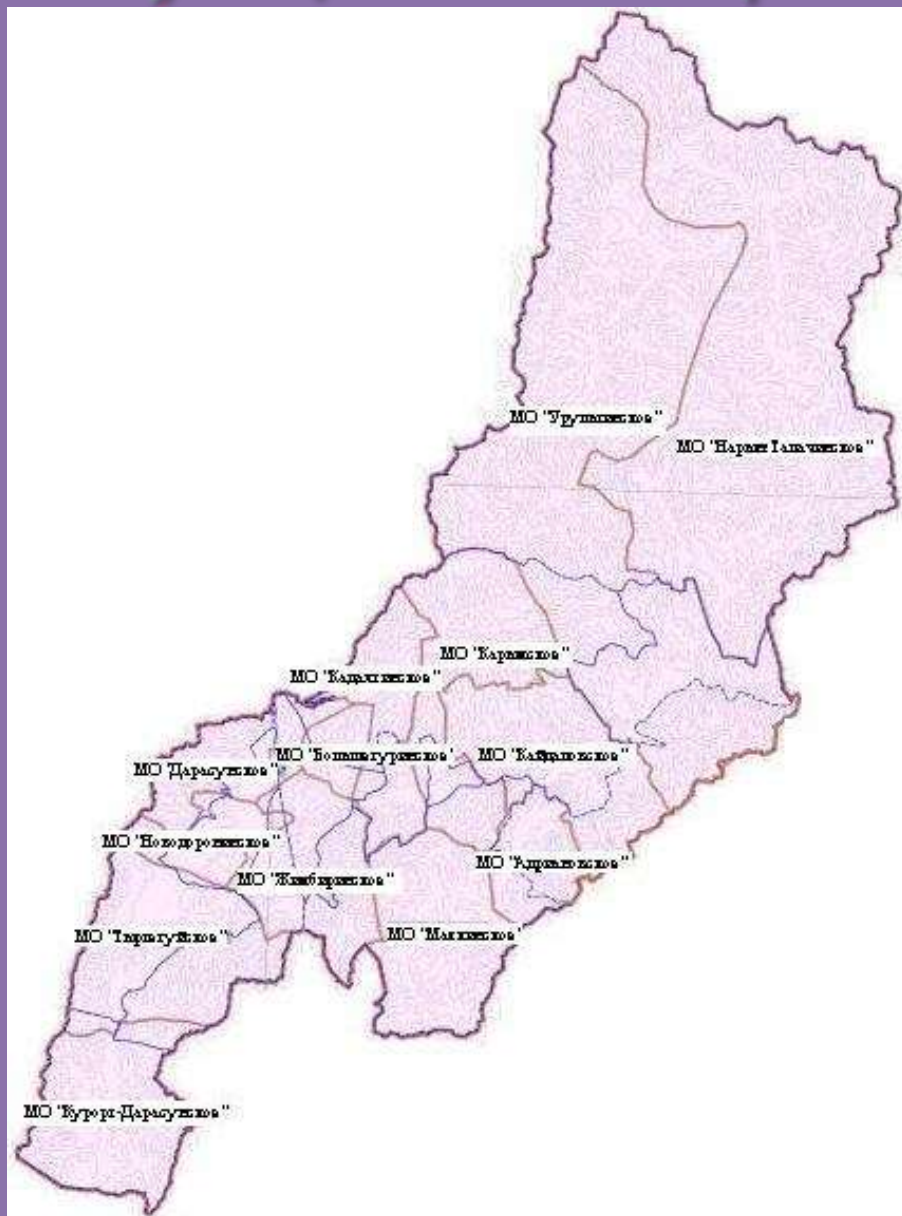 МО "Урульгинское"
МО "Нарын-Талачинское"
МО "Карымское"
МО "Кадахтинское"
МО "Большетуринское"
МО "Кайдаловское"
МО "Дарасунское"
МО "Новодоронинское"
МО "Адриановское"
МО "Жимбиринское"
МО "Тыргетуйское"
МО "Маккавеевское"
МО "Курорт-Дарасунское"